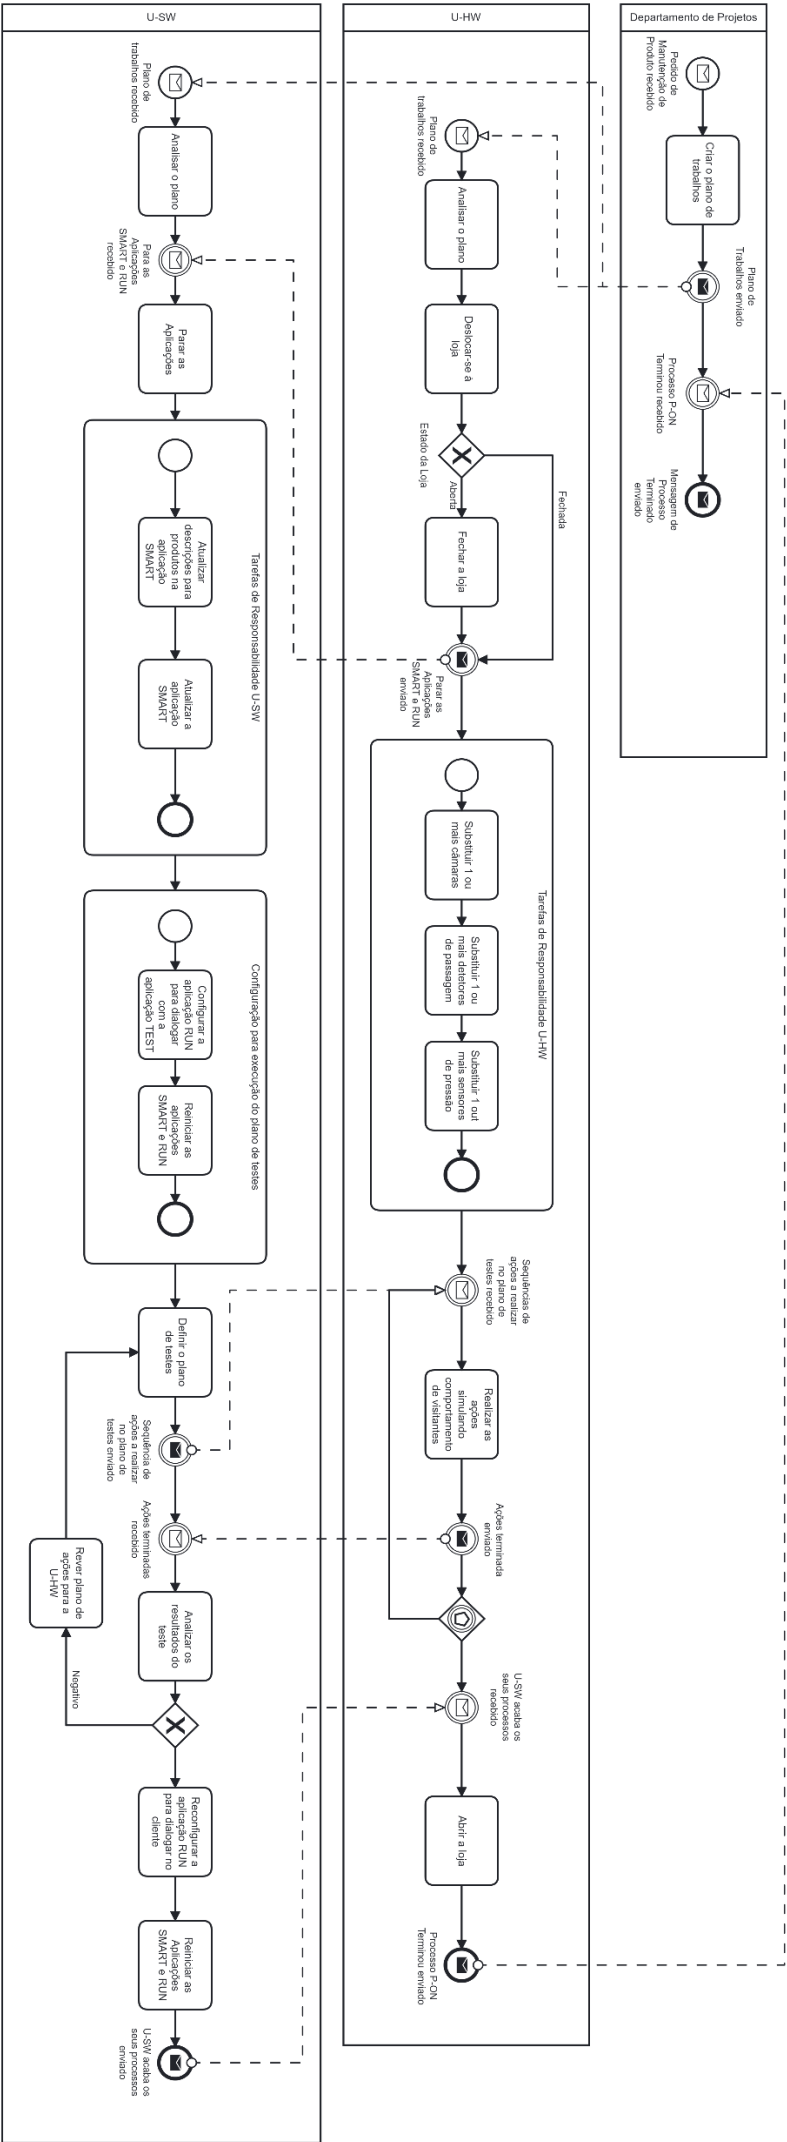 Departamento de Projetos
Pedido de
Manutenção de
Produto recebido
Criar o plano de
trabalhos
Plano de
Trabalhos enviado
Processo P-ON
Terminou recebido
Mensagem de
Processo
Terminado
enviado
U-HW
Plano de
trabalhos recebido
Analisar o plano
Deslocar-se à
loja
Estado da Loja
Aberta
Fechada
Fechar a loja
Parar as
Aplicações
SMART e RUN
enviado
Tarefas de Responsabilidade U-HW
Substituir 1 ou
mais câmaras
Substituir 1 ou
mais detetores
de passagem
Substituir 1 out
mais sensores
de pressão
Sequências de
ações a realizar
no plano de
testes recebido
Realizar as
ações
simulando
comportamento
de visitantes
Ações terminada
enviado
U-SW acaba os
seus processos
recebido
Abrir a loja
Processo P-ON
Terminou enviado
U-SW
Plano de
trabalhos recebido
Analisar o plano
Para as
Aplicações
SMART e RUN
recebido
Parar as
Aplicações
Tarefas de Responsabilidade U-SW
Atualizar
descrições para
produtos na
aplicação
SMART
Atualizar a
aplicação
SMART
Configuração para execução do plano de testes
Configurar a
aplicação RUN
para dialogar
com a
aplicação TEST
Reiniciar as
aplicações
SMART e RUN
Definir o plano
de testes
Sequência de
ações a realizar
no plano de
testes enviado
Ações terminadas
recebido
Analizar os
resultados do
teste
Negativo
Rever plano de
ações para a
U-HW
Reconfigurar a
aplicação RUN
para dialogar no
cliente
Reiniciar as
Aplicações
SMART e RUN
U-SW acaba os
seus processos
enviado